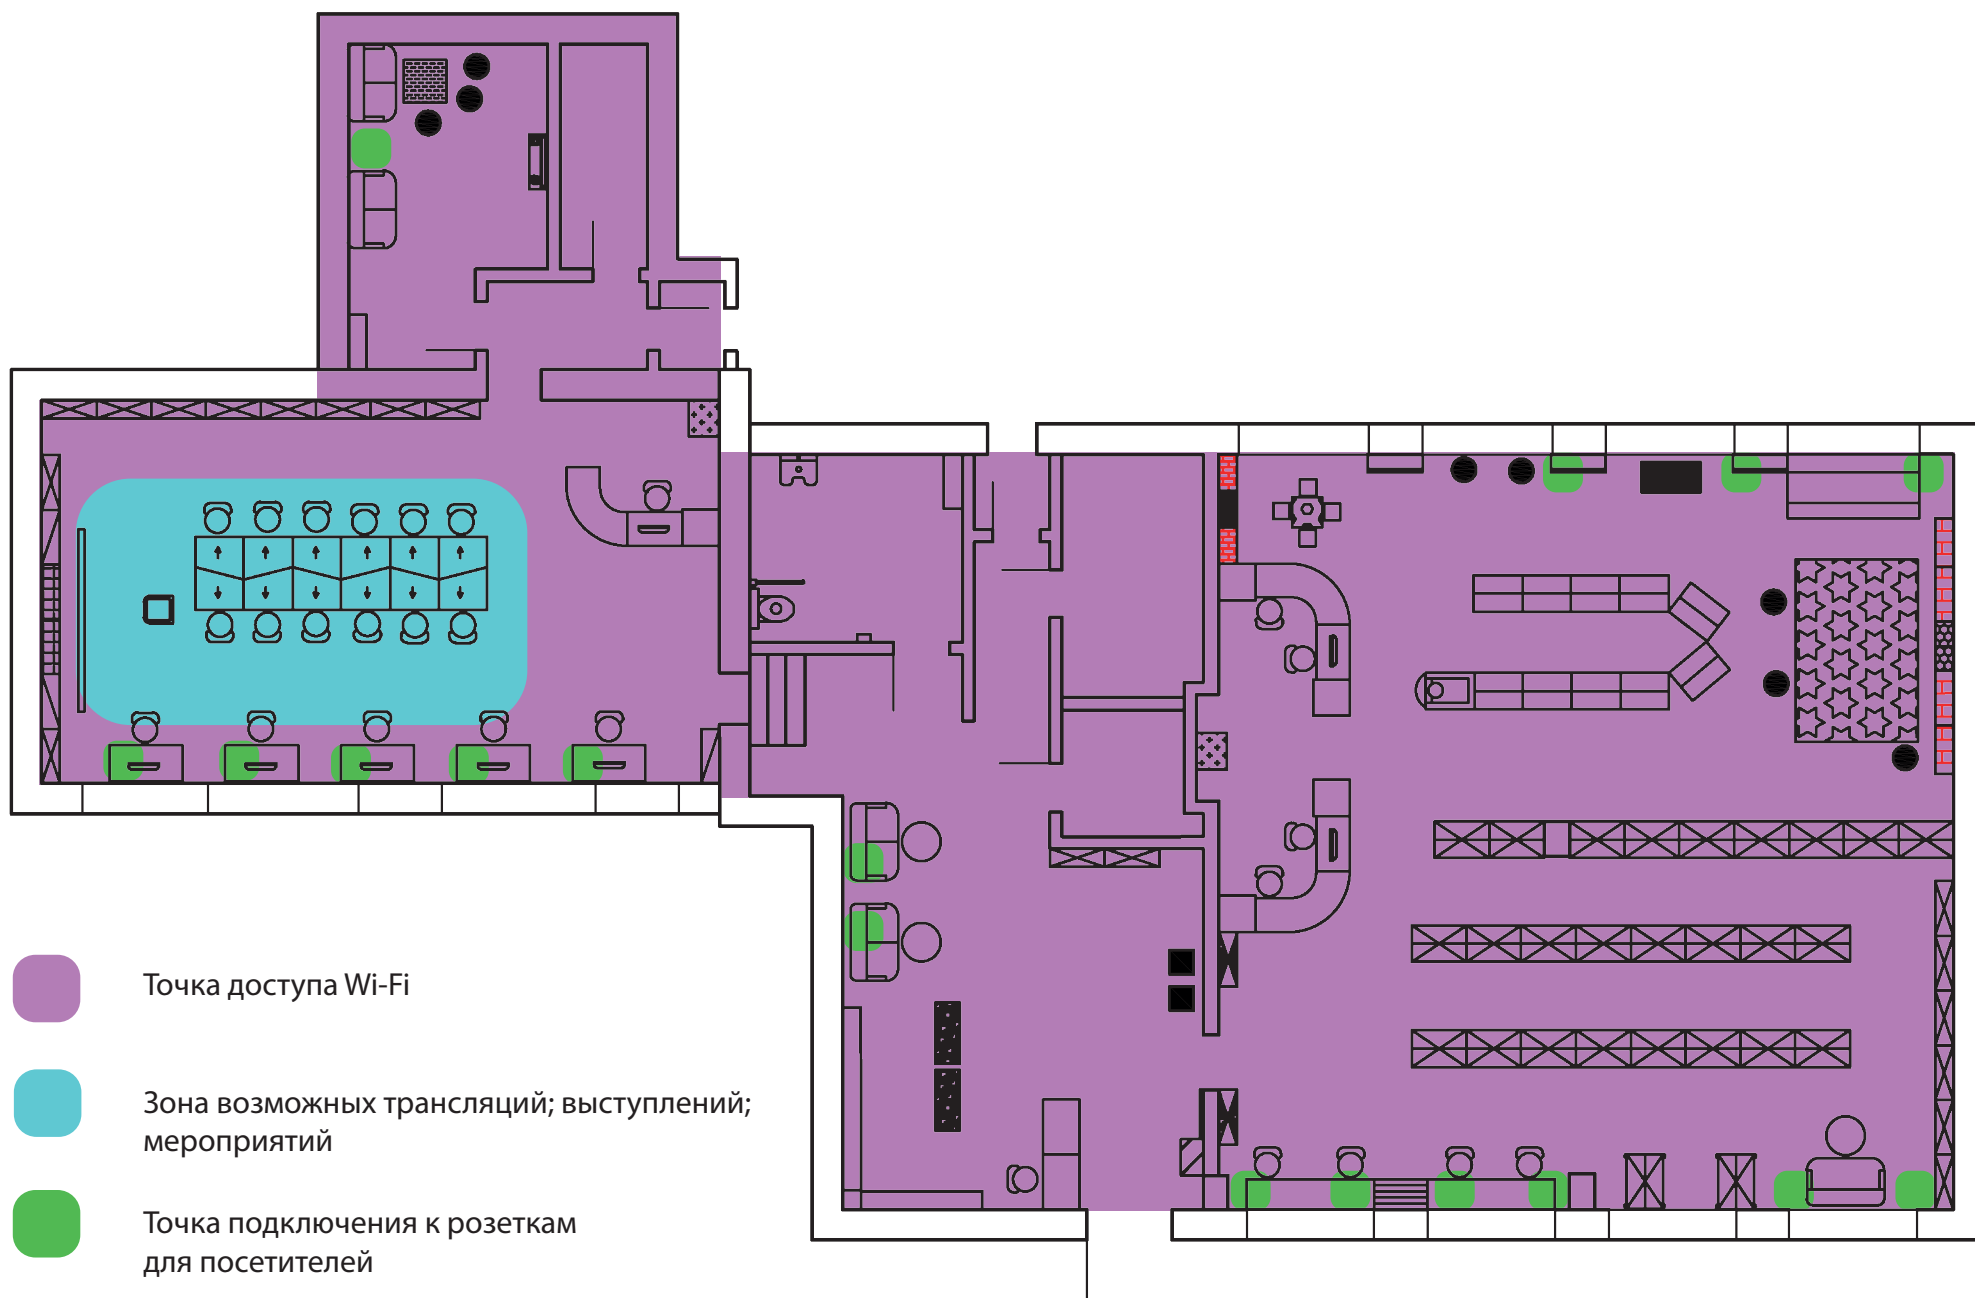 Точка доступа Wi-Fi
Зона возможных трансляций; выступлений;
мероприятий
Точка подключения к розеткам
для посетителей